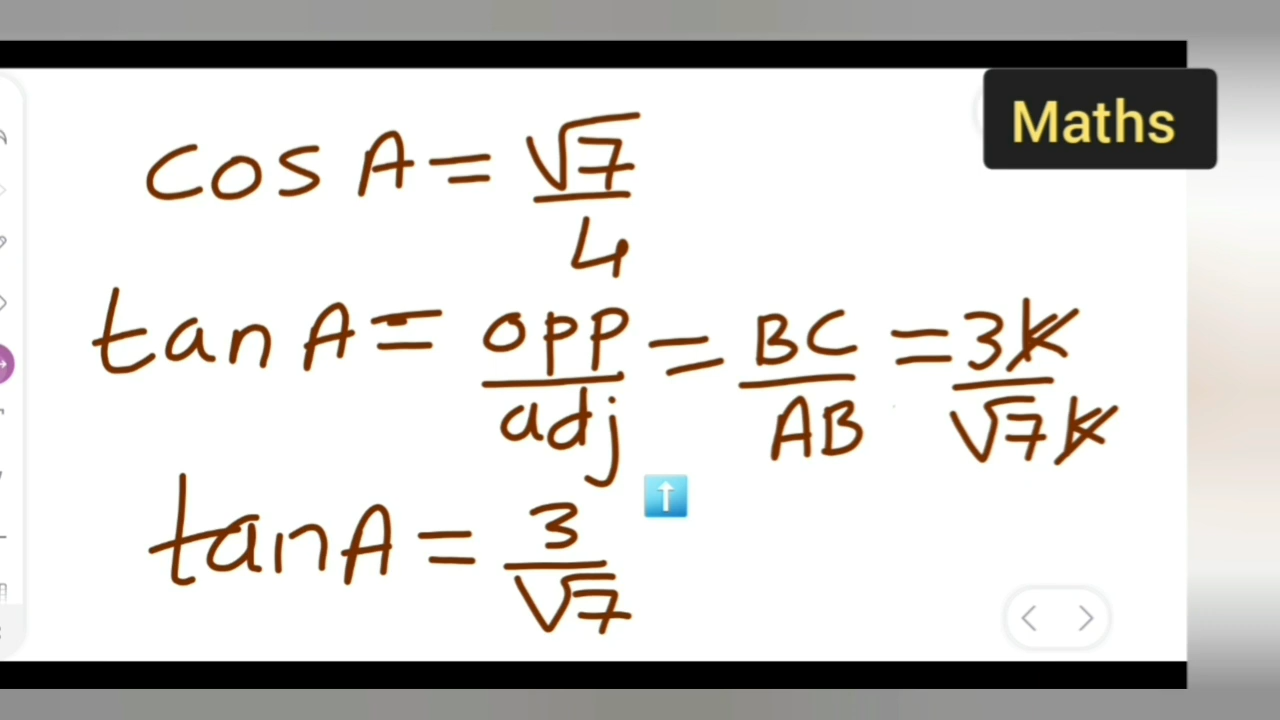 Maths
cos A = √7/4
tan A = opp/adj = BC/AB = 3k/√7k
tan A = 3/√7